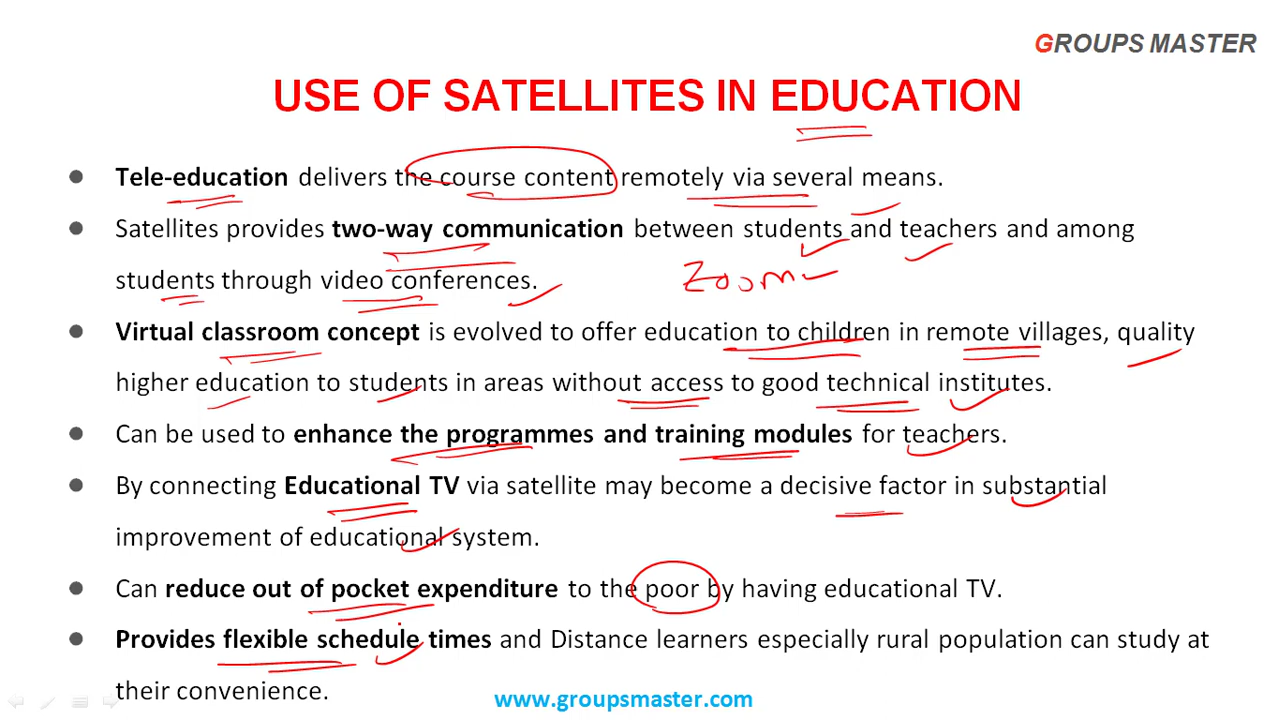 GROUPS MASTER
USE OF SATELLITES IN EDUCATION
● Tele-education delivers the course content remotely via several means.
● Satellites provides two-way communication between students and teachers and among
students through video conferences.
Zoom
● Virtual classroom concept is evolved to offer education to children in remote villages, quality
higher education to students in areas without access to good technical institutes.
● Can be used to enhance the programmes and training modules for teachers.
● By connecting Educational TV via satellite may become a decisive factor in substantial
improvement of educational system.
● Can reduce out of pocket expenditure to the poor by having educational TV.
● Provides flexible schedule times and Distance learners especially rural population can study at
their convenience.
www.groupsmaster.com